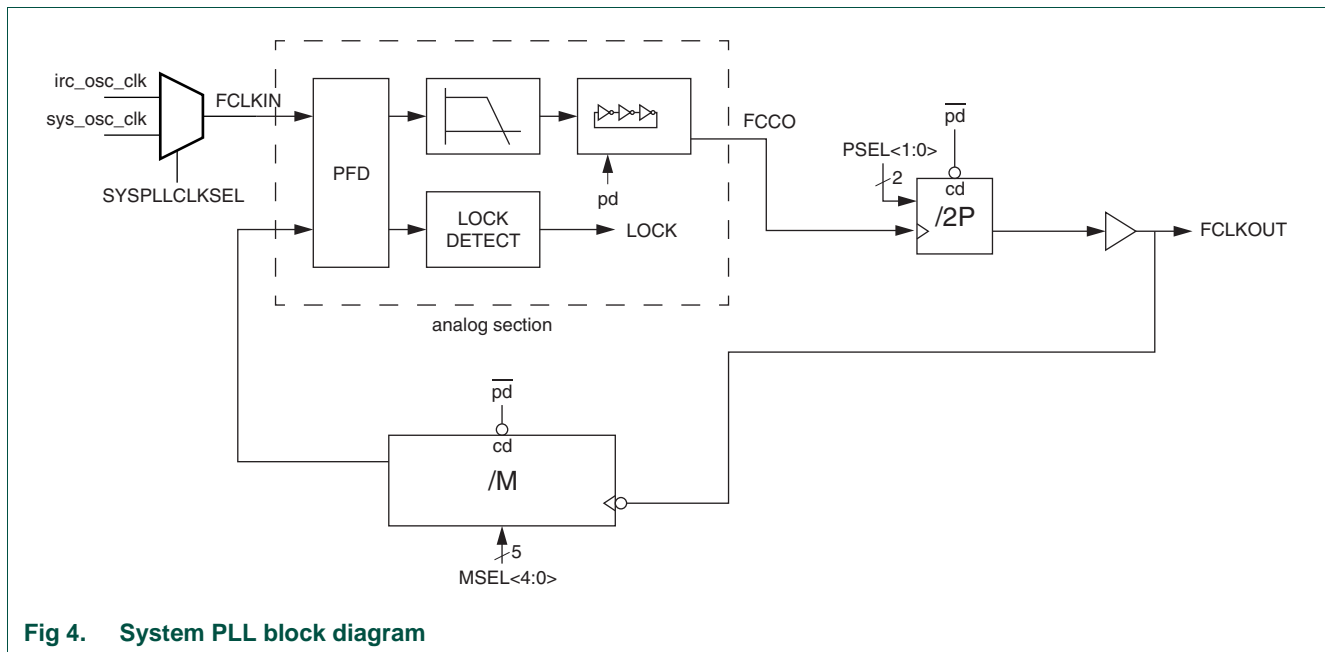 irc_osc_clk
sys_osc_clk
FCLKIN
SYSPLLCLKSEL
PFD
LOCK
DETECT
pd
LOCK
analog section
FCCO
pd
PSEL<1:0>
2
cd
/2P
FCLKOUT
pd
cd
/M
5
MSEL<4:0>
Fig 4. System PLL block diagram